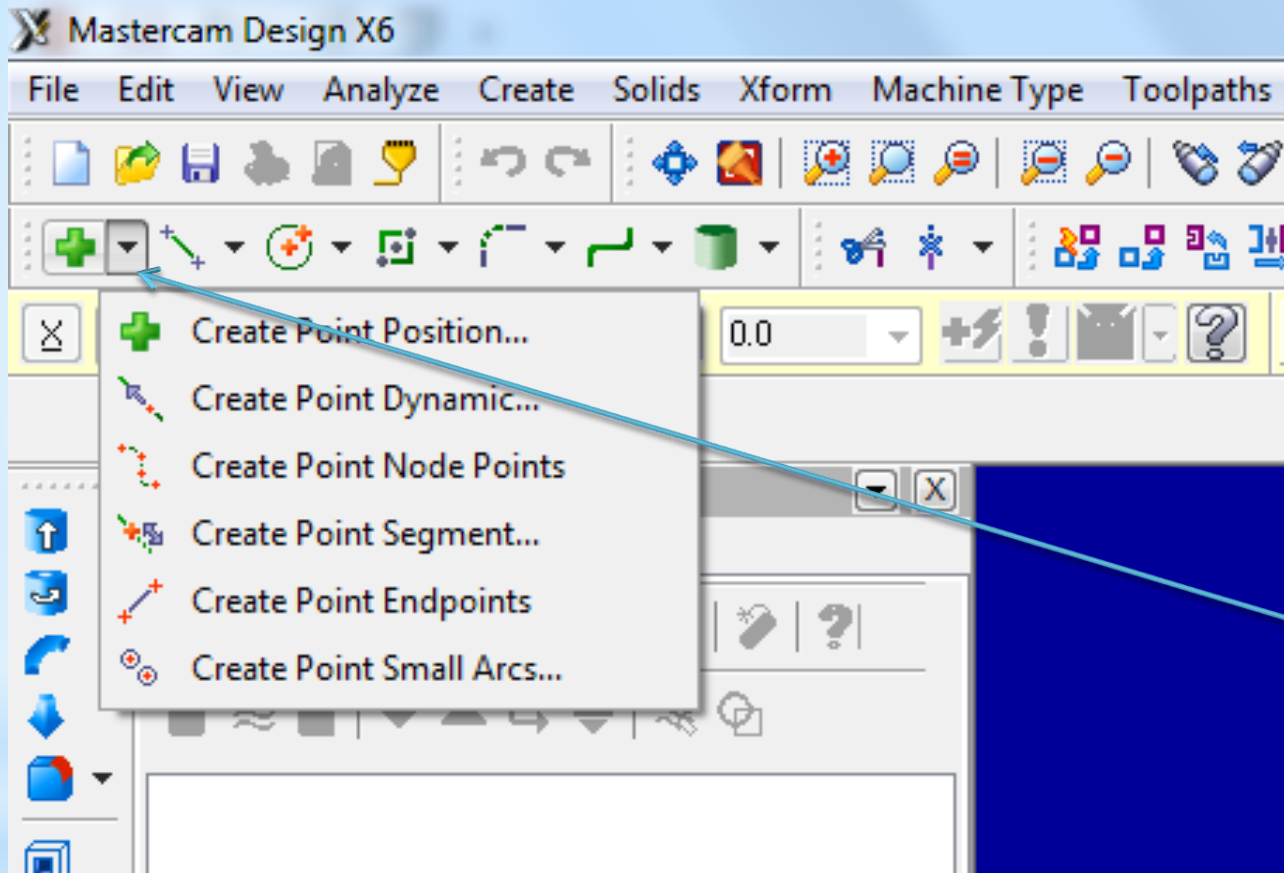 Mastercam Design X6
File Edit View Analyze Create Solids Xform Machine Type Toolpaths
X 0.0
Create Point Position...
Create Point Dynamic...
Create Point Node Points
Create Point Segment...
Create Point Endpoints
Create Point Small Arcs...
X